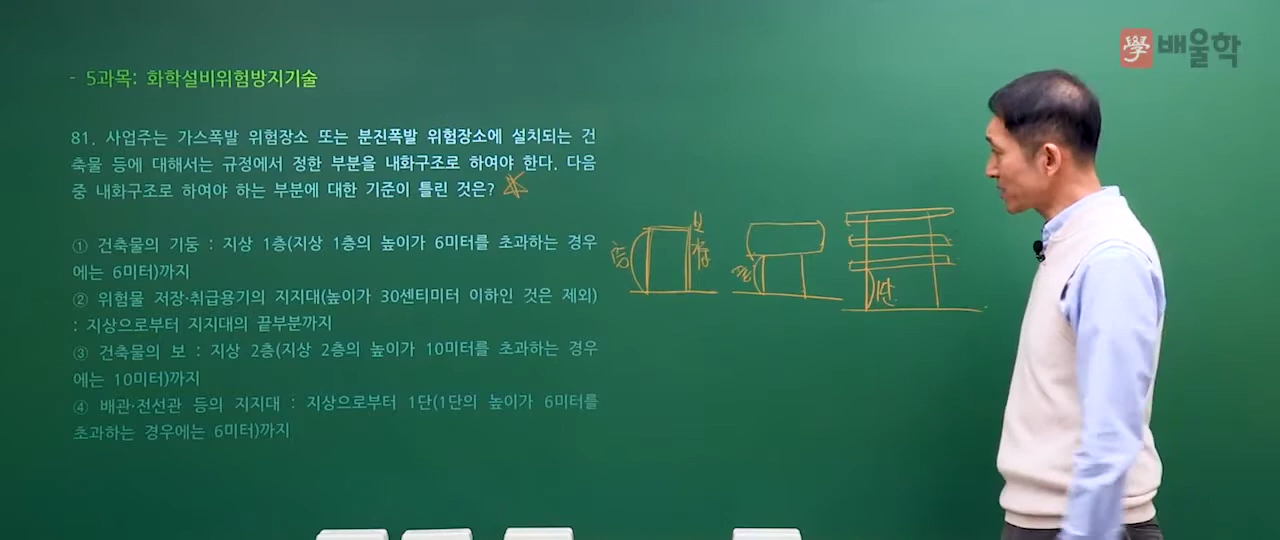 學 배울학
- 5과목: 화학설비위험방지기술
81. 사업주는 가스폭발 위험장소 또는 분진폭발 위험장소에 설치되는 건
축물 등에 대해서는 규정에서 정한 부분을 내화구조로 하여야 한다. 다음
중 내화구조로 하여야 하는 부분에 대한 기준이 틀린 것은?
① 건축물의 기둥 : 지상 1층(지상 1층의 높이가 6미터를 초과하는 경우
에는 6미터)까지
② 위험물 저장·취급용기의 지지대(높이가 30센티미터 이하인 것은 제외)
: 지상으로부터 지지대의 끝부분까지
③ 건축물의 보 : 지상 2층(지상 2층의 높이가 10미터를 초과하는 경우
에는 10미터)까지
④ 배관·전선관 등의 지지대 : 지상으로부터 1단(1단의 높이가 6미터를
초과하는 경우에는 6미터)까지
1단